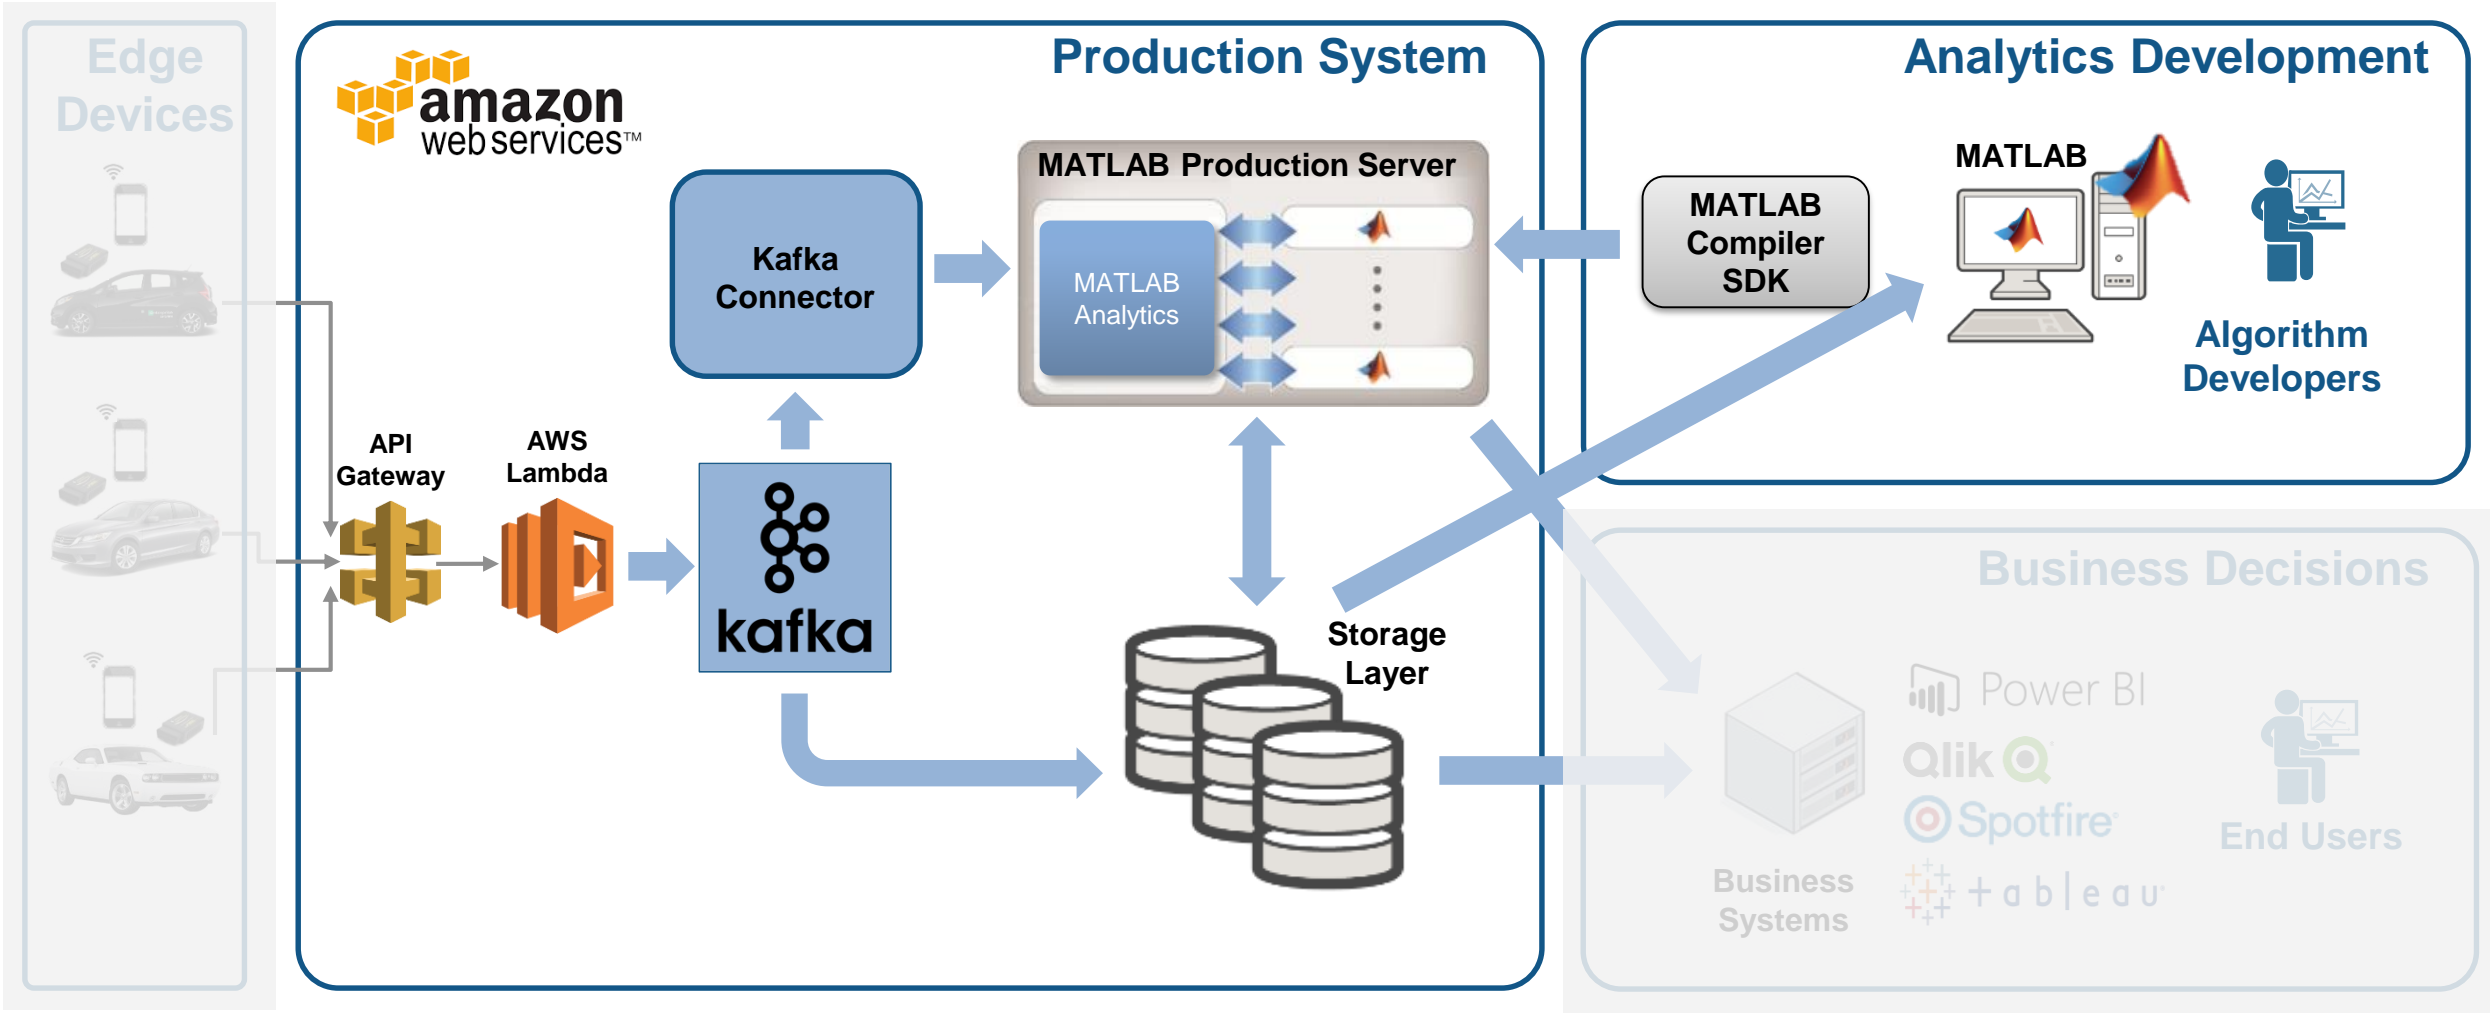 Edge
Devices
amazon
web services™
Production System
Analytics Development
MATLAB Production Server
MATLAB
Analytics
Kafka
Connector
MATLAB
Compiler
SDK
MATLAB
Algorithm
Developers
API
Gateway
AWS
Lambda
kafka
Storage
Layer
Business Decisions
Business
Systems
Power BI
Qlik
Spotfire
+ableau
End Users